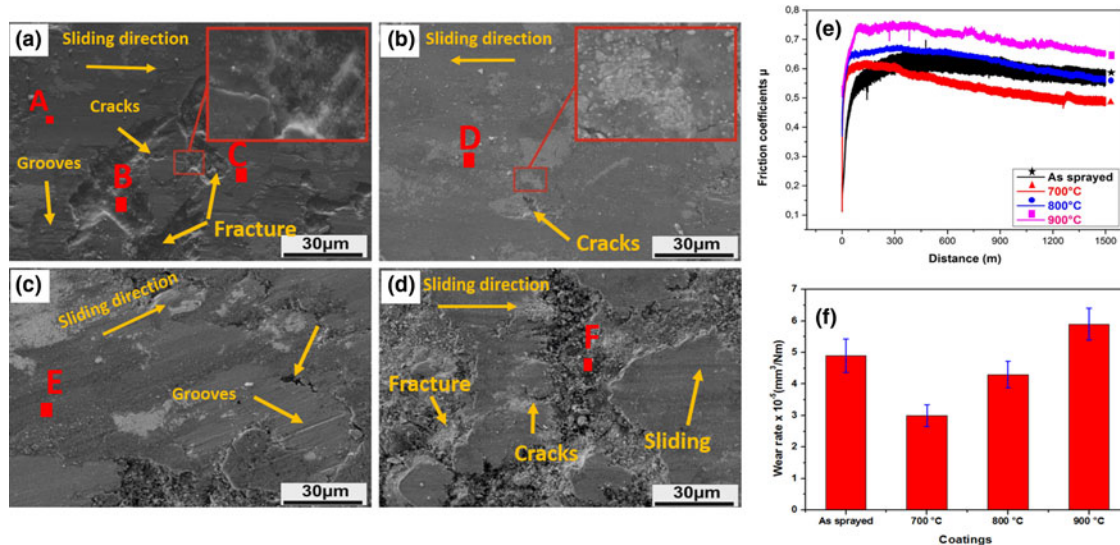 (a)
Sliding direction
A
Cracks
C
Grooves
B
Fracture
30µm
(b)
Sliding direction
D
Cracks
30µm
(c)
Sliding direction
E
Grooves
30µm
(d)
Sliding direction
F
Fracture
Cracks
Sliding
30µm
(e)
Friction coefficients µ
0,8
0,7
0,6
0,5
0,4
0,3
0,2
0,1
As sprayed
700°C
800°C
900°C
0 300 600 900 1200 1500
Distance (m)
(f)
Wear rate x 10⁻⁵(mm³/Nm)
7
6
5
4
3
2
1
0
As sprayed 700 °C 800 °C 900 °C
Coatings